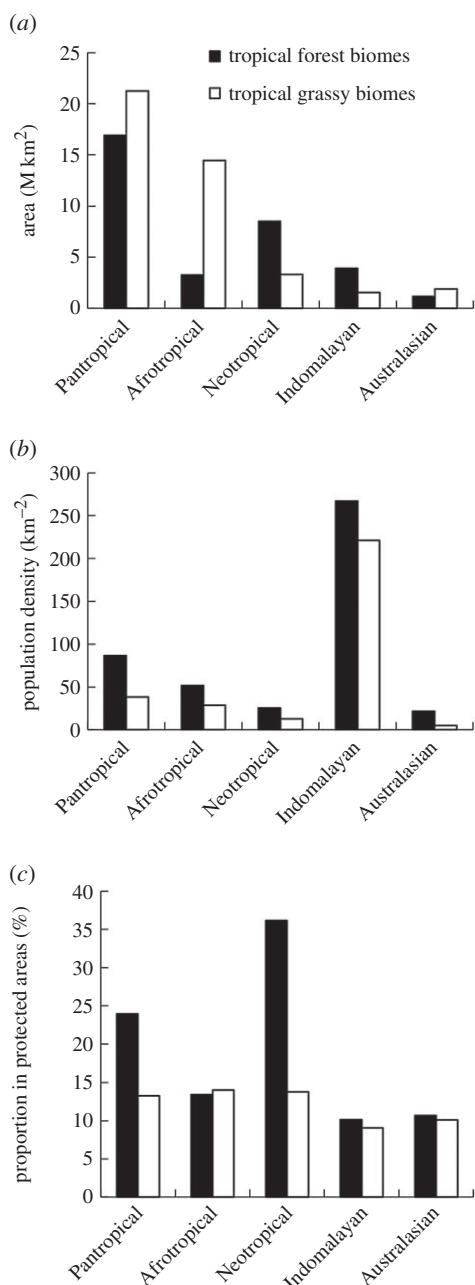 (a)
25
20
15
10
5
0
area (M km²)
tropical forest biomes
tropical grassy biomes
Pantropical
Afrotropical
Neotropical
Indomalayan
Australasian
(b)
300
250
200
150
100
50
0
population density (km⁻²)
Pantropical
Afrotropical
Neotropical
Indomalayan
Australasian
(c)
40
35
30
25
20
15
10
5
0
proportion in protected areas (%)
Pantropical
Afrotropical
Neotropical
Indomalayan
Australasian